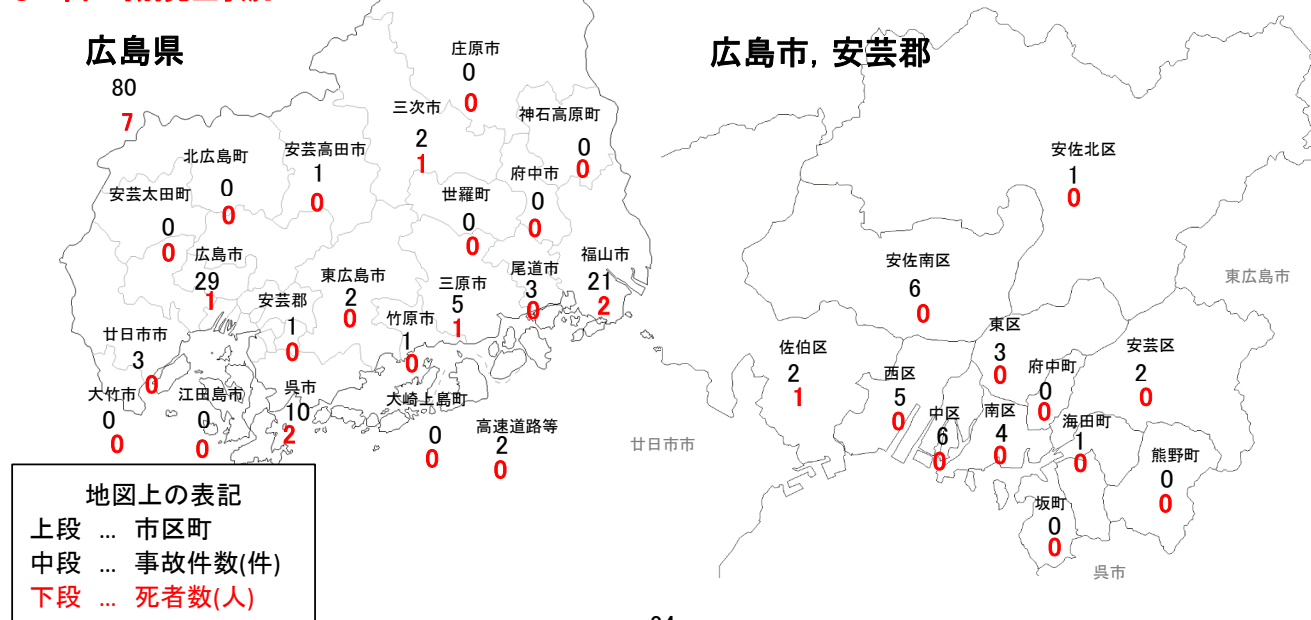 広島県
80
7
庄原市
0
0
三次市
2
1
神石高原町
0
0
北広島町
0
0
安芸高田市
1
0
府中市
0
0
安芸太田町
0
0
世羅町
0
0
広島市
29
1
東広島市
2
0
安芸郡
1
0
三原市
5
1
尾道市
3
0
福山市
21
2
竹原市
1
0
廿日市市
3
0
大竹市
0
0
江田島市
0
0
呉市
10
2
大崎上島町
0
0
高速道路等
2
0
地図上の表記
上段 … 市区町
中段 … 事故件数(件)
下段 … 死者数(人)
広島市，安芸郡
安佐北区
1
0
安佐南区
6
0
東広島市
佐伯区
2
1
西区
5
0
東区
3
0
府中町
0
0
安芸区
2
0
中区
6
0
南区
4
0
海田町
1
0
熊野町
0
0
坂町
0
0
廿日市市
呉市